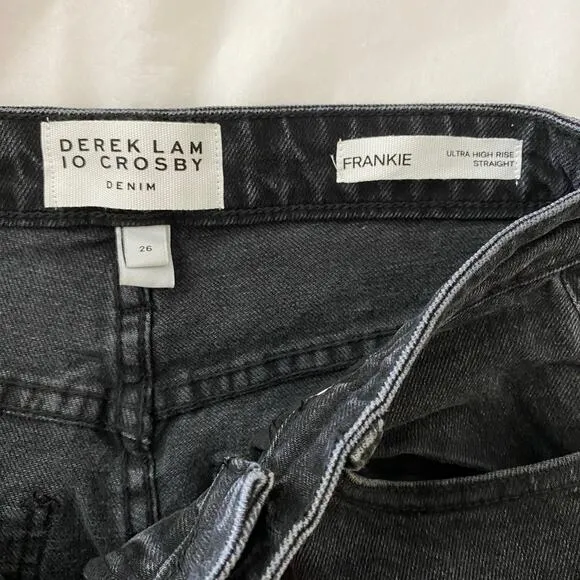 DEREK LAM
10 CROSBY
DENIM
FRANKIE
ULTRA HIGH RISE
STRAIGHT
26